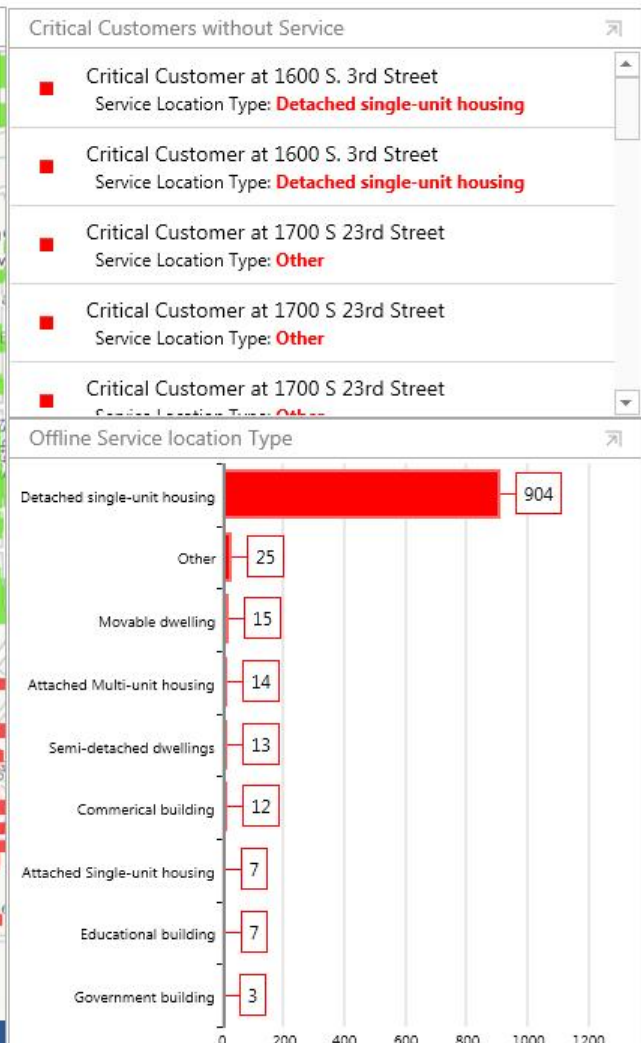 Critical Customers without Service
Critical Customer at 1600 S. 3rd Street
Service Location Type: Detached single-unit housing
Critical Customer at 1600 S. 3rd Street
Service Location Type: Detached single-unit housing
Critical Customer at 1700 S 23rd Street
Service Location Type: Other
Critical Customer at 1700 S 23rd Street
Service Location Type: Other
Critical Customer at 1700 S 23rd Street
Service Location Type: Other
Offline Service location Type
Detached single-unit housing 904
Other 25
Movable dwelling 15
Attached Multi-unit housing 14
Semi-detached dwellings 13
Commerical building 12
Attached Single-unit housing 7
Educational building 7
Government building 3
0 200 400 600 800 1000 1200